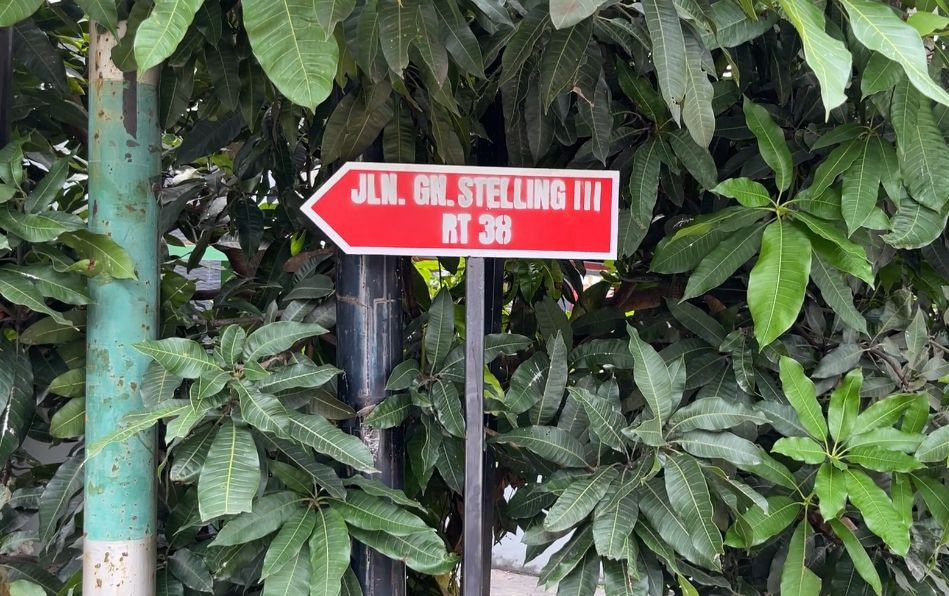 JLN. GN. STELLING III
RT 38